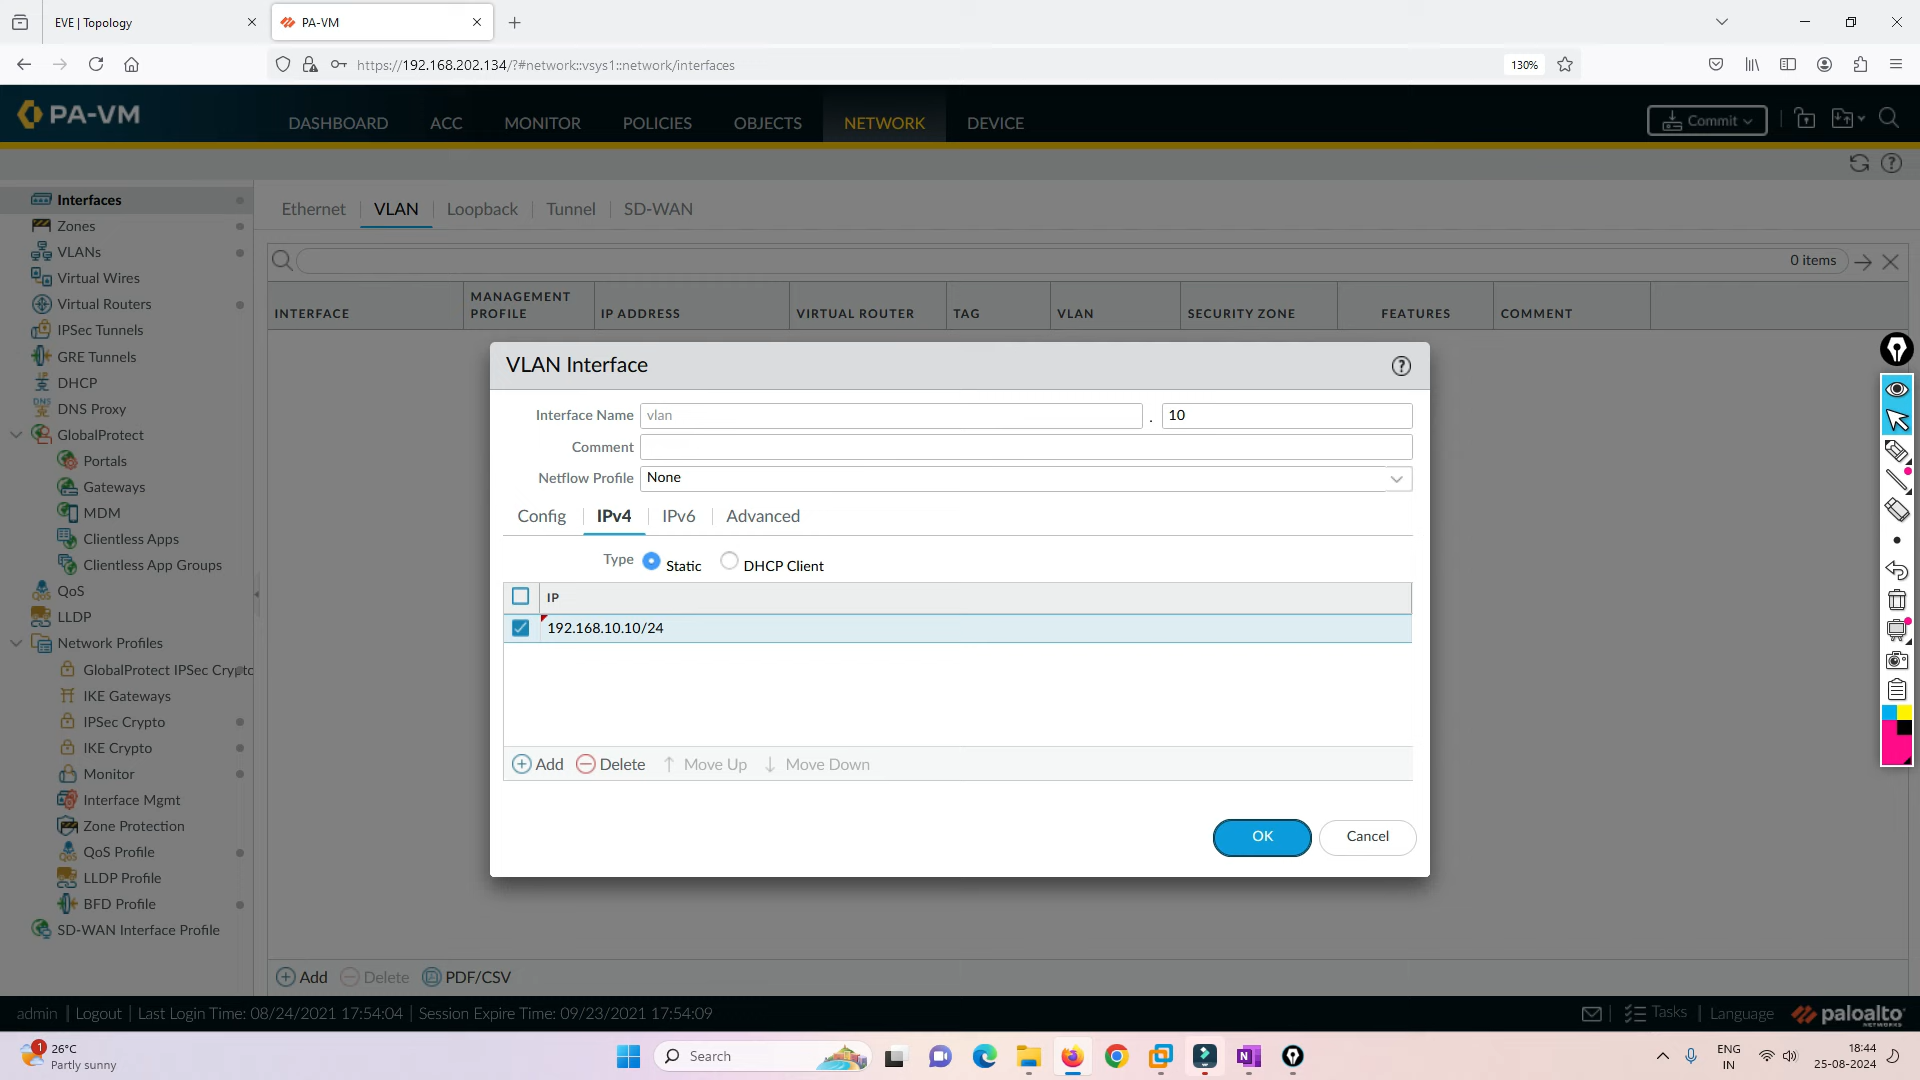 EVE | Topology
PA-VM
https://192.168.202.134/?#network::vsys1::network/interfaces
130%
PA-VM
DASHBOARD
ACC
MONITOR
POLICIES
OBJECTS
NETWORK
DEVICE
Commit
Interfaces
Zones
VLANs
Virtual Wires
Virtual Routers
IPSec Tunnels
GRE Tunnels
DHCP
DNS Proxy
GlobalProtect
Portals
Gateways
MDM
Clientless Apps
Clientless App Groups
QoS
LLDP
Network Profiles
GlobalProtect IPSec Crypto
IKE Gateways
IPSec Crypto
IKE Crypto
Monitor
Interface Mgmt
Zone Protection
QoS Profile
LLDP Profile
BFD Profile
SD-WAN Interface Profile
Ethernet
VLAN
Loopback
Tunnel
SD-WAN
0 items
INTERFACE
MANAGEMENT
PROFILE
IP ADDRESS
VIRTUAL ROUTER
TAG
VLAN
SECURITY ZONE
FEATURES
COMMENT
VLAN Interface
Interface Name vlan . 10
Comment
Netflow Profile None
Config
IPv4
IPv6
Advanced
Type Static DHCP Client
IP
192.168.10.10/24
Add Delete Move Up Move Down
OK
Cancel
Add Delete PDF/CSV
admin | Logout | Last Login Time: 08/24/2021 17:54:04 | Session Expire Time: 09/23/2021 17:54:09
Tasks | Language
paloalto
NETWORKS
1
26°C
Partly sunny
Search
ENG
IN
18:44
25-08-2024